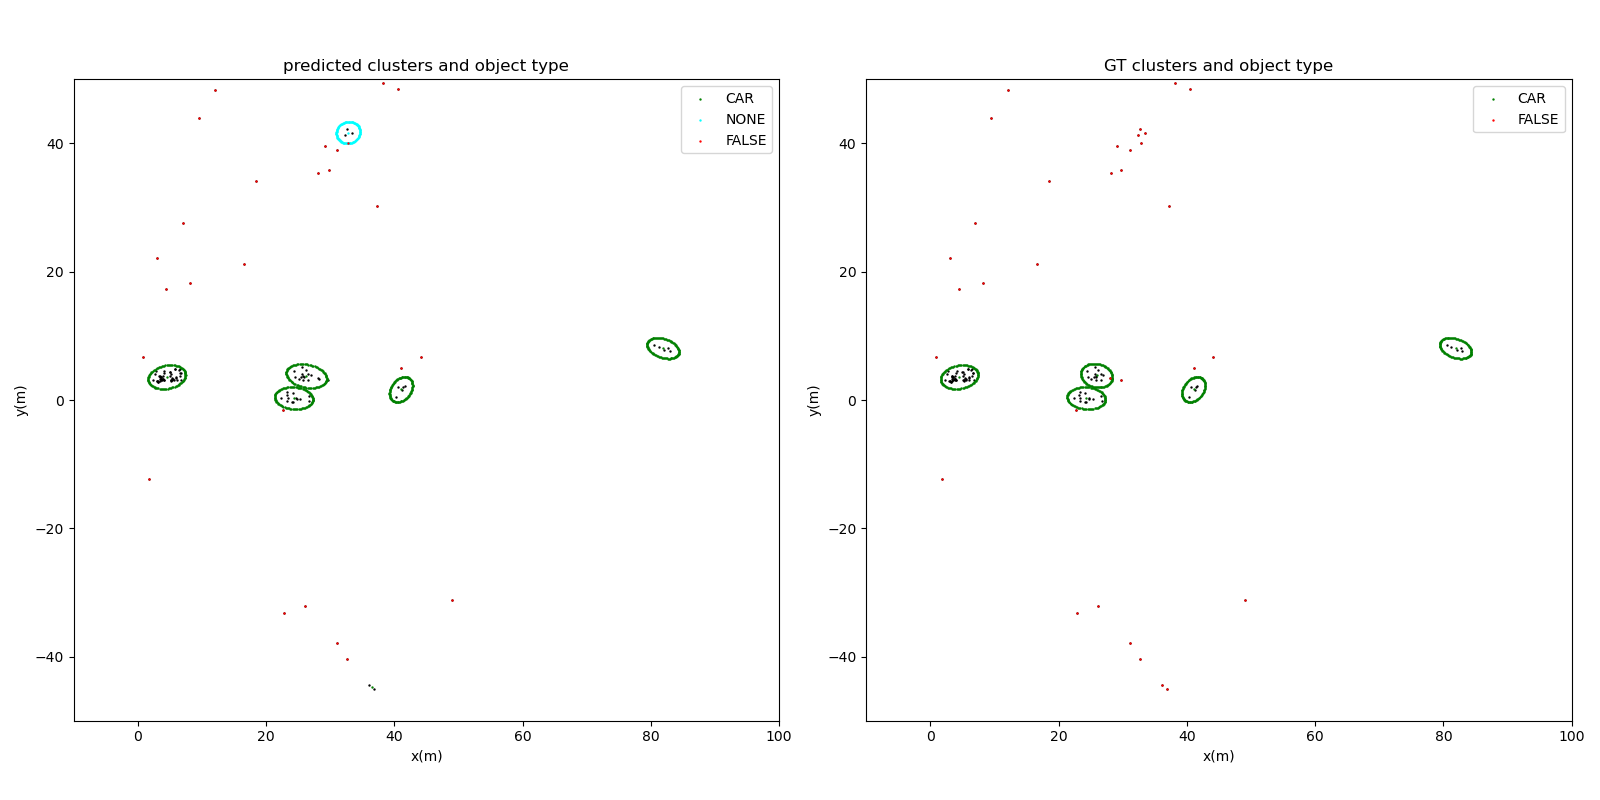 predicted clusters and object type
CAR
NONE
FALSE
40
20
0
−20
−40
y(m)
0 20 40 60 80 100
x(m)
GT clusters and object type
CAR
FALSE
40
20
0
−20
−40
y(m)
0 20 40 60 80 100
x(m)